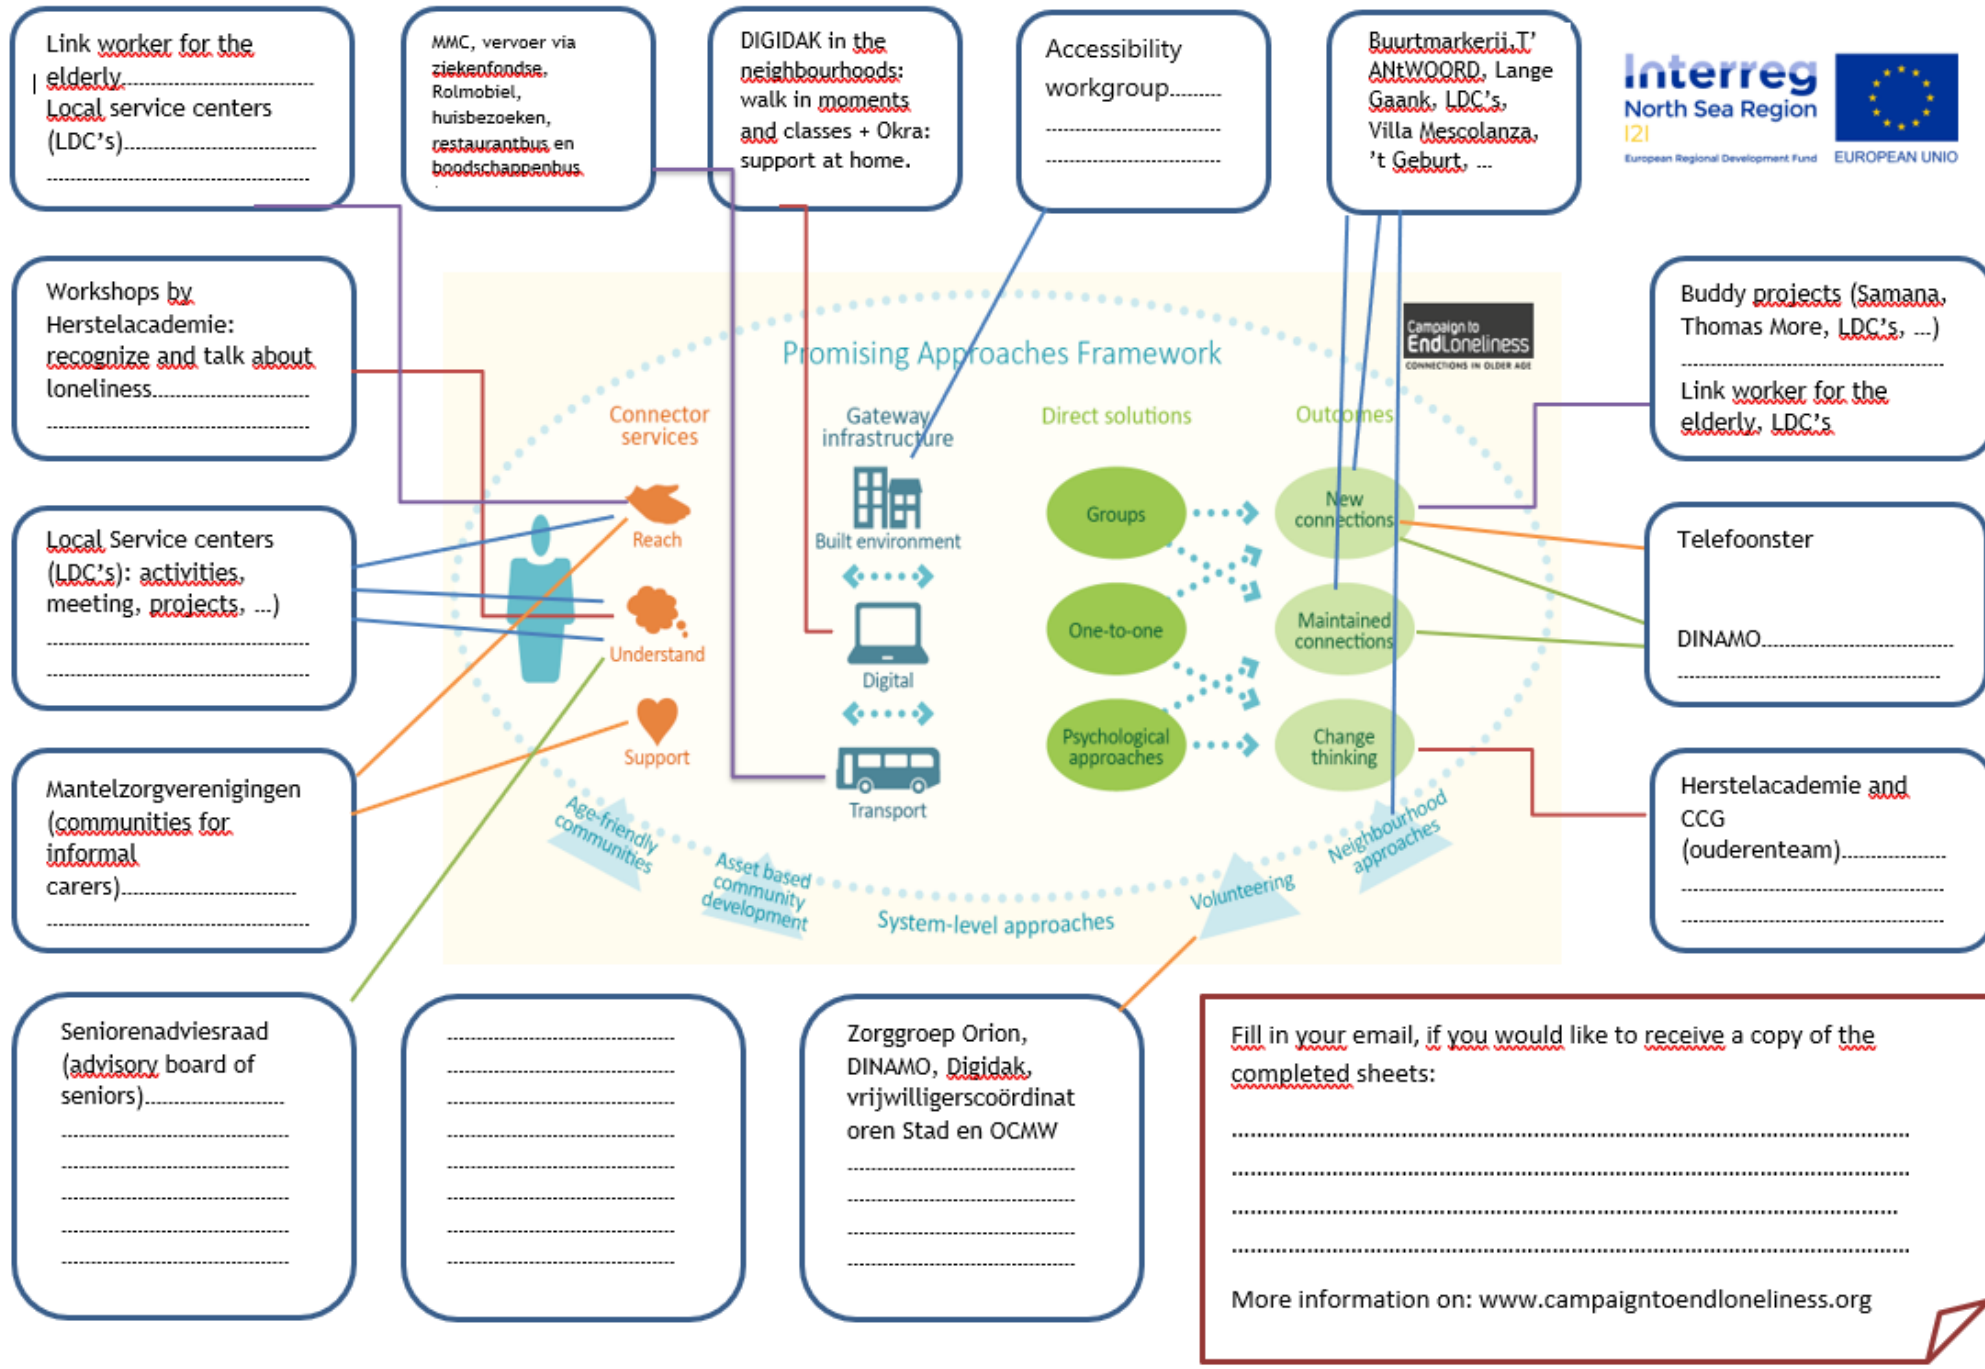 Link worker for the
elderly
Local service centers
(LDC's)
MMC, vervoer via
ziekenfondse,
Rolmobiel,
huisbezoeken,
restaurantbus en
boodschappenbus
DIGIDAK in the
neighbourhoods:
walk in moments
and classes + Okra:
support at home.
Accessibility
workgroup
Buurtmarkerij,T'
ANtWOORD, Lange
Gaank, LDC's,
Villa Mescolanza,
't Geburt, ...
Interreg
North Sea Region
I2I
European Regional Development Fund
EUROPEAN UNIO
Workshops by
Herstelacademie:
recognize and talk about
loneliness
Local Service centers
(LDC's): activities,
meeting, projects, ...)
Mantelzorgverenigingen
(communities for
informal
carers)
Promising Approaches Framework
Campaign to
EndLoneliness
CONNECTIONS IN OLDER AGE
Connector
services
Reach
Understand
Support
Gateway
infrastructure
Built environment
Digital
Transport
Direct solutions
Groups
One-to-one
Psychological
approaches
Outcomes
New
connections
Maintained
connections
Change
thinking
Age-friendly
communities
Asset based
community
development
System-level approaches
Volunteering
Neighbourhood
approaches
Buddy projects (Samana,
Thomas More, LDC's, ...)
Link worker for the
elderly, LDC's
Telefoonster
DINAMO
Herstelacademie and
CCG
(ouderenteam)
Seniorenadviesraad
(advisory board of
seniors)
Zorggroep Orion,
DINAMO, Digidak,
vrijwilligerscoördinat
oren Stad en OCMW
Fill in your email, if you would like to receive a copy of the
completed sheets:
More information on: www.campaigntoendloneliness.org